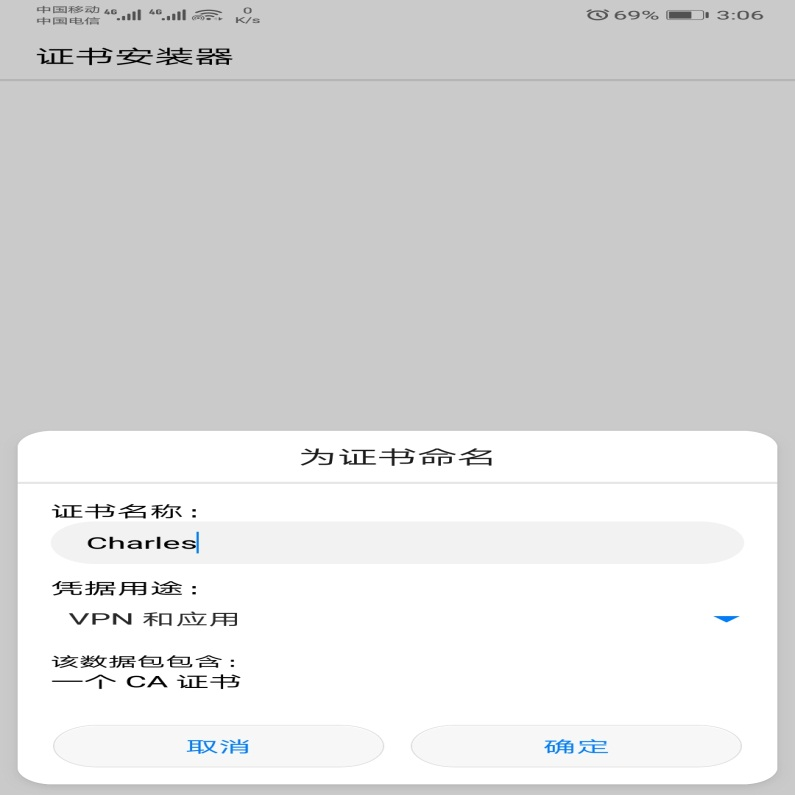 中国移动 4G 4G 0 69% 3:06
中国电信 K/s
证书安装器
为证书命名
证书名称：
Charles
凭据用途：
VPN 和应用
该数据包包含：
一个 CA 证书
取消 确定